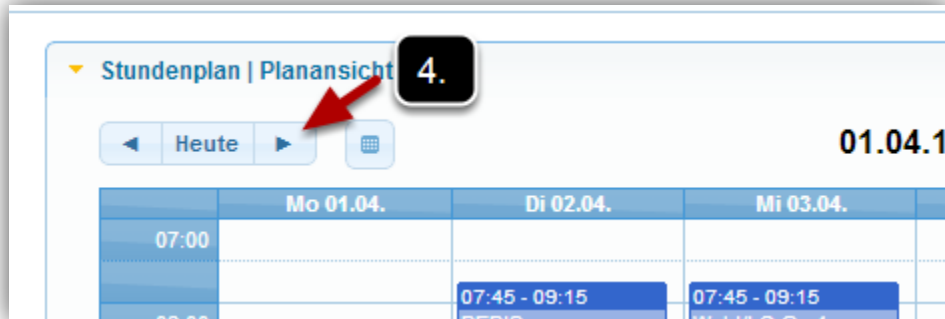 Stundenplan | Planansicht
4.
Heute
01.04.1
Mo 01.04. Di 02.04. Mi 03.04.
07:00
07:45 - 09:15 07:45 - 09:15